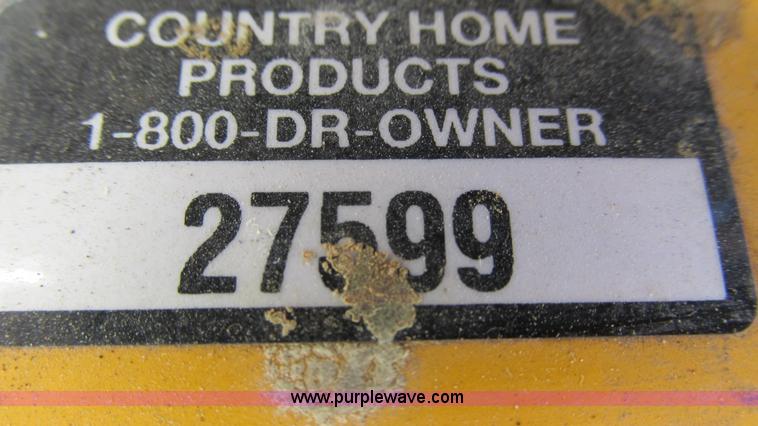 COUNTRY HOME
PRODUCTS
1-800-DR-OWNER
27599
www.purplewave.com